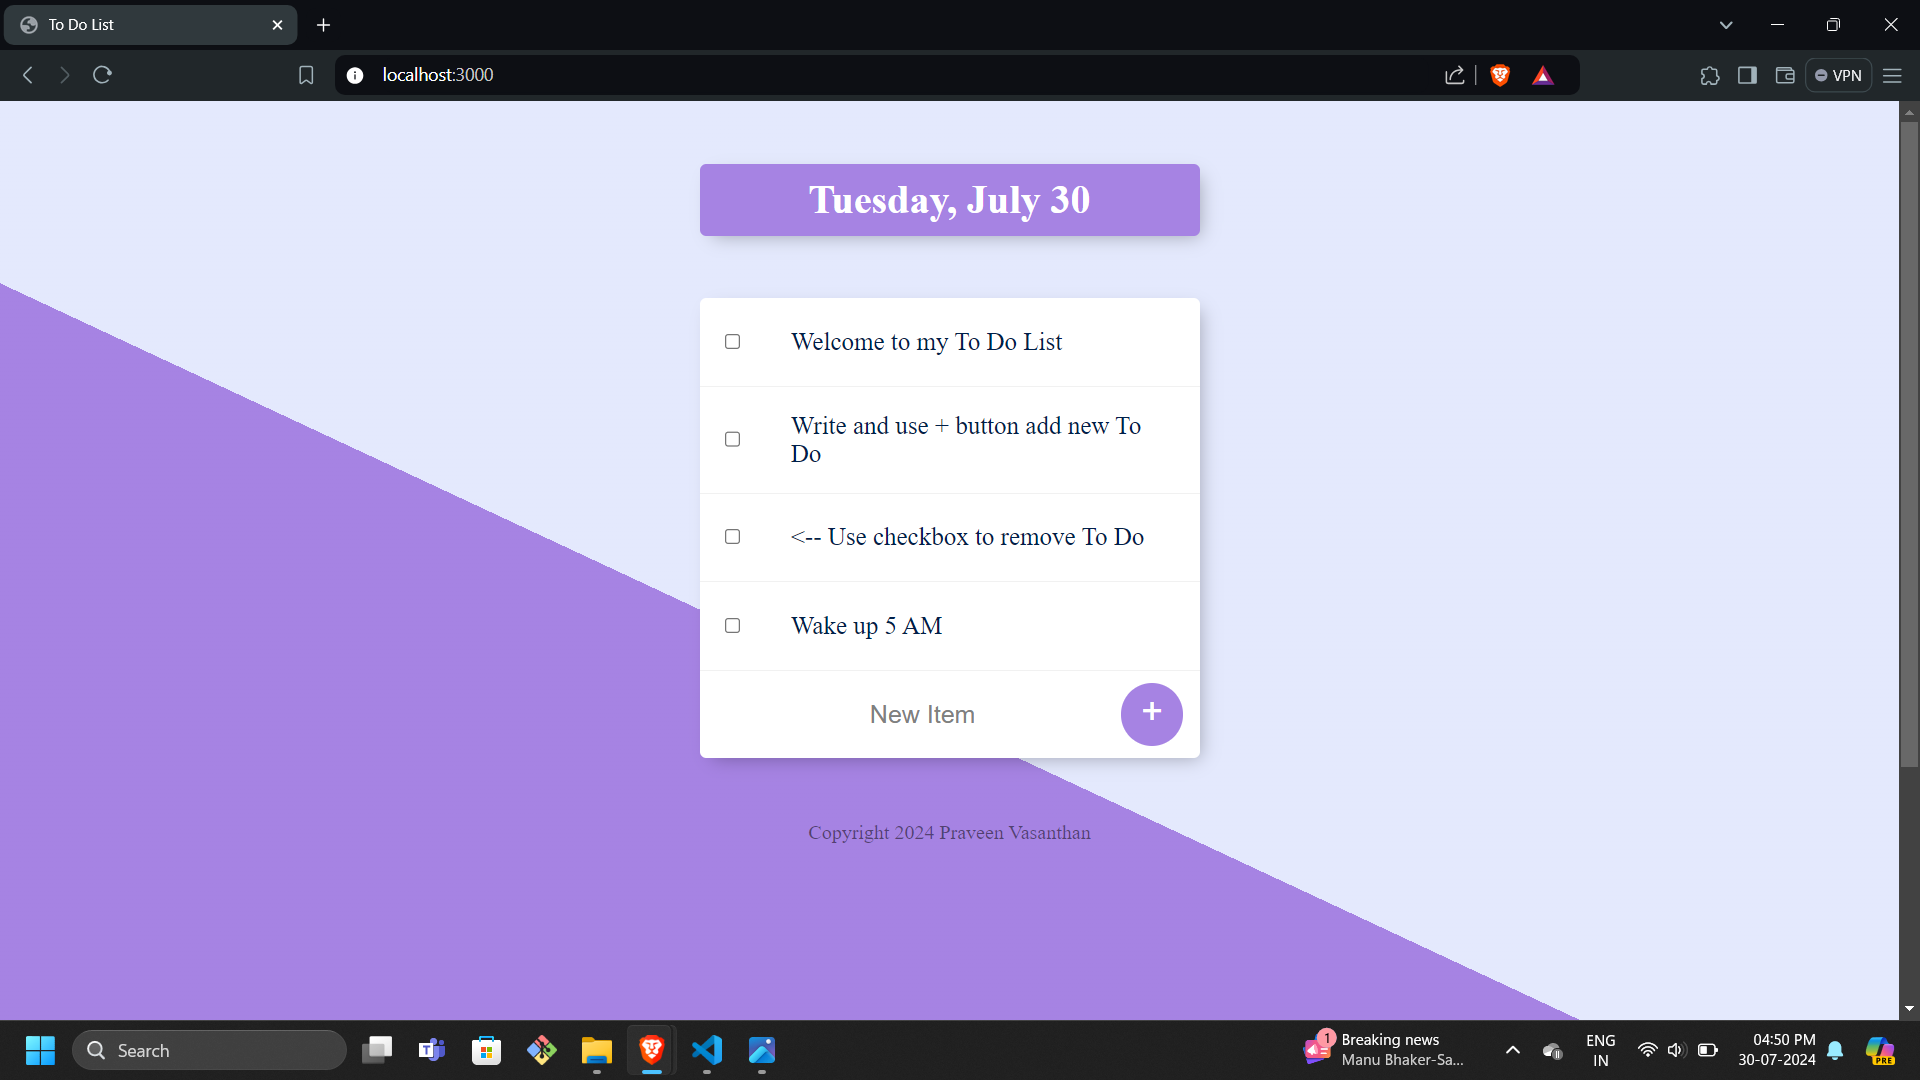 To Do List
localhost:3000
VPN
Tuesday, July 30
Welcome to my To Do List
Write and use + button add new To
Do
<-- Use checkbox to remove To Do
Wake up 5 AM
New Item
+
Copyright 2024 Praveen Vasanthan
Search
1
Breaking news
Manu Bhaker-Sa...
ENG
IN
04:50 PM
30-07-2024
PRE